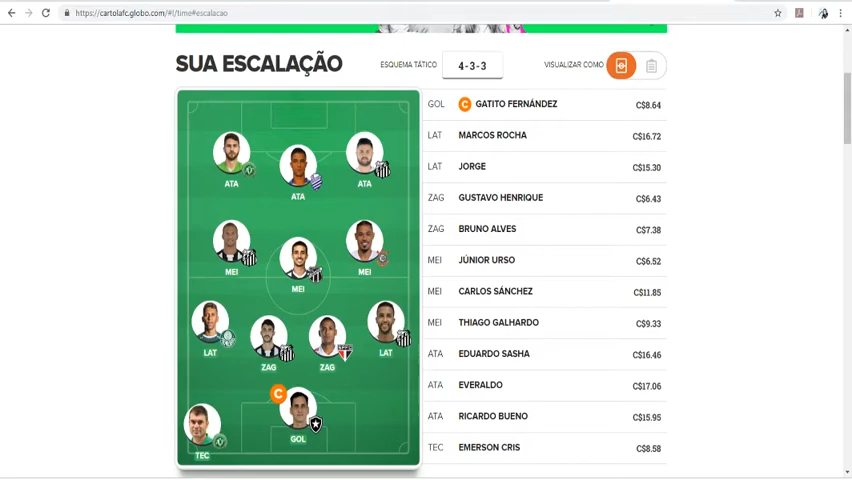 https://cartolafc.globo.com/#!/time#escalacao
SUA ESCALAÇÃO
ESQUEMA TÁTICO
4-3-3
VISUALIZAR COMO
ATA
ATA
ATA
MEI
MEI
MEI
LAT
LAT
ZAG
ZAG
C
GOL
TEC
GOL C GATITO FERNÁNDEZ C$8.64
LAT MARCOS ROCHA C$16.72
LAT JORGE C$15.30
ZAG GUSTAVO HENRIQUE C$6.43
ZAG BRUNO ALVES C$7.38
MEI JÚNIOR URSO C$6.52
MEI CARLOS SÁNCHEZ C$11.85
MEI THIAGO GALHARDO C$9.33
ATA EDUARDO SASHA C$16.46
ATA EVERALDO C$17.06
ATA RICARDO BUENO C$15.95
TEC EMERSON CRIS C$8.58